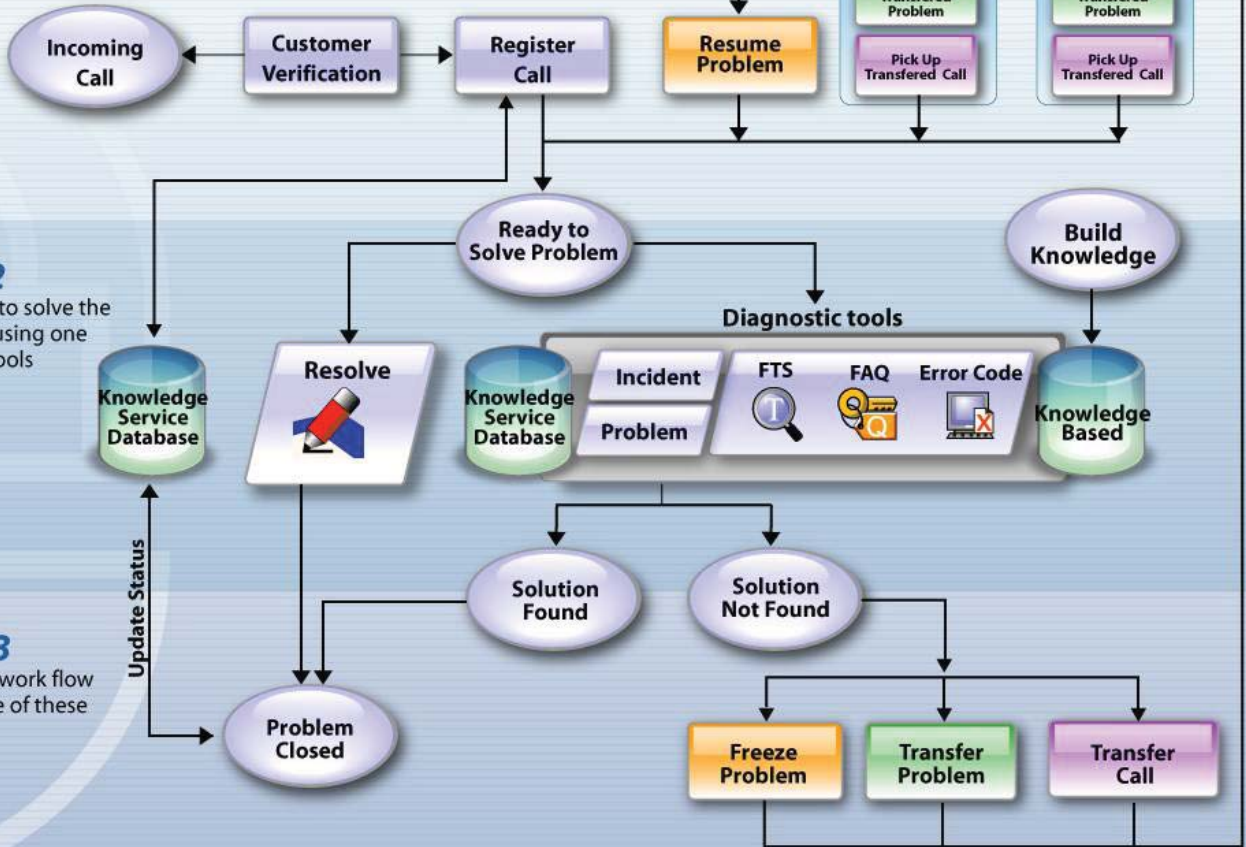 Problem
Problem
Incoming
Call
Customer
Verification
Register
Call
Resume
Problem
Pick Up
Transfered Call
Pick Up
Transfered Call
Ready to
Solve Problem
Build
Knowledge
2
to solve the
using one
Diagnostic tools
Knowledge
Service
Database
Resolve
Knowledge
Service
Database
Incident
Problem
FTS
FAQ
Error Code
T
Q
X
Knowledge
Based
Update Status
Solution
Found
Solution
Not Found
3
work flow
of these
Problem
Closed
Freeze
Problem
Transfer
Problem
Transfer
Call